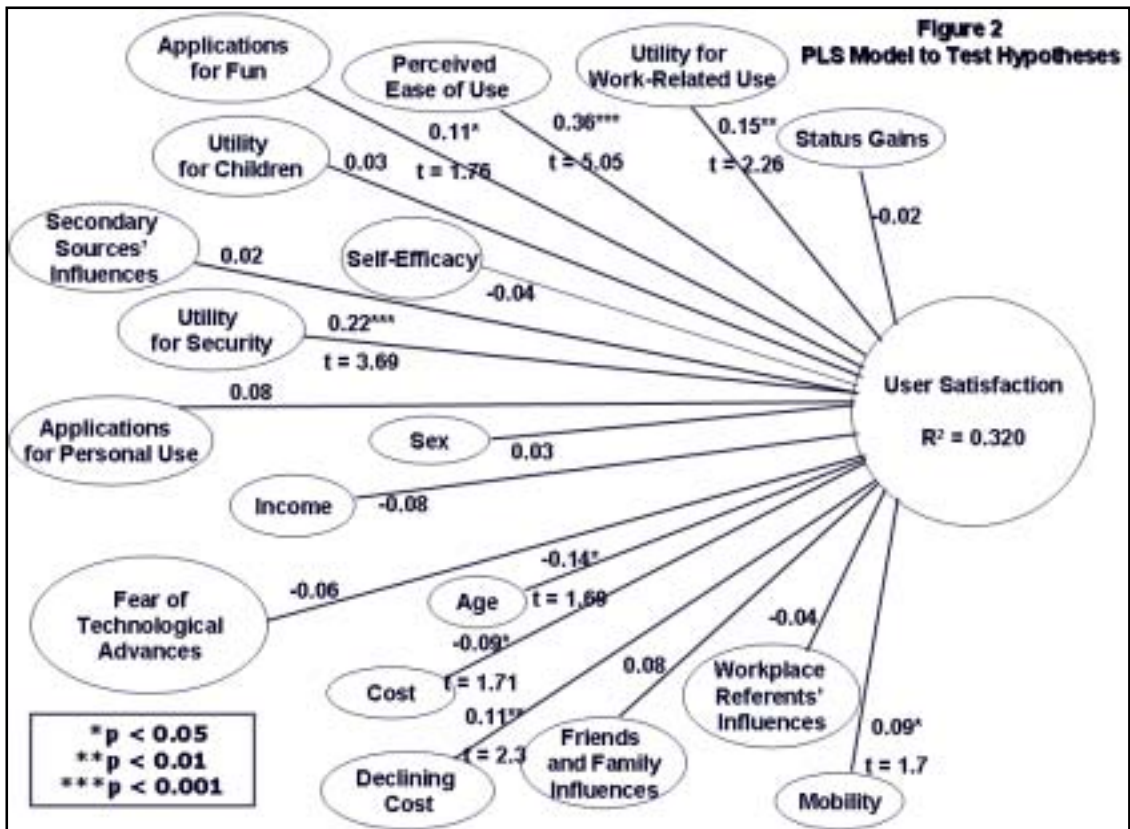 Figure 2
PLS Model to Test Hypotheses
Applications
for Fun
0.11*
t = 1.76
Perceived
Ease of Use
0.36***
t = 5.05
Utility for
Work-Related Use
0.15**
t = 2.26
Status Gains
-0.02
Utility
for Children
0.03
Secondary
Sources'
Influences
0.02
Self-Efficacy
-0.04
Utility
for Security
0.22***
t = 3.69
User Satisfaction
R² = 0.320
Applications
for Personal Use
0.08
Sex
0.03
Income
-0.08
Fear of
Technological
Advances
-0.06
Age
-0.14*
t = 1.69
Cost
-0.09*
t = 1.71
Declining
Cost
0.11**
t = 2.3
Friends
and Family
Influences
0.08
Workplace
Referents'
Influences
-0.04
Mobility
0.09*
t = 1.7
*p < 0.05
**p < 0.01
***p < 0.001